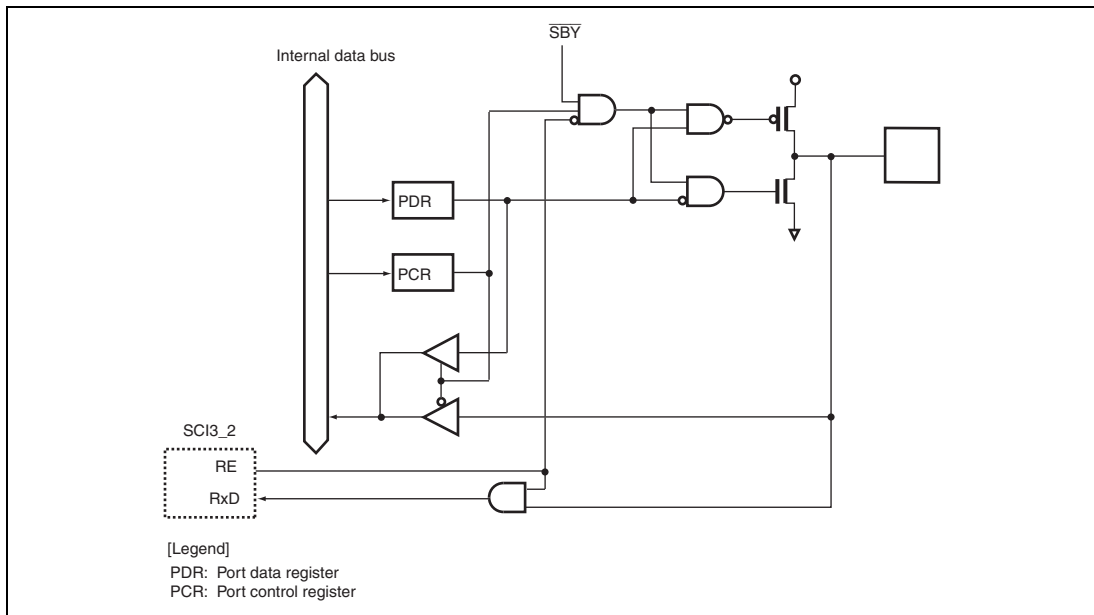 SBY
Internal data bus
PDR
PCR
SCI3_2
RE
RxD
[Legend]
PDR: Port data register
PCR: Port control register